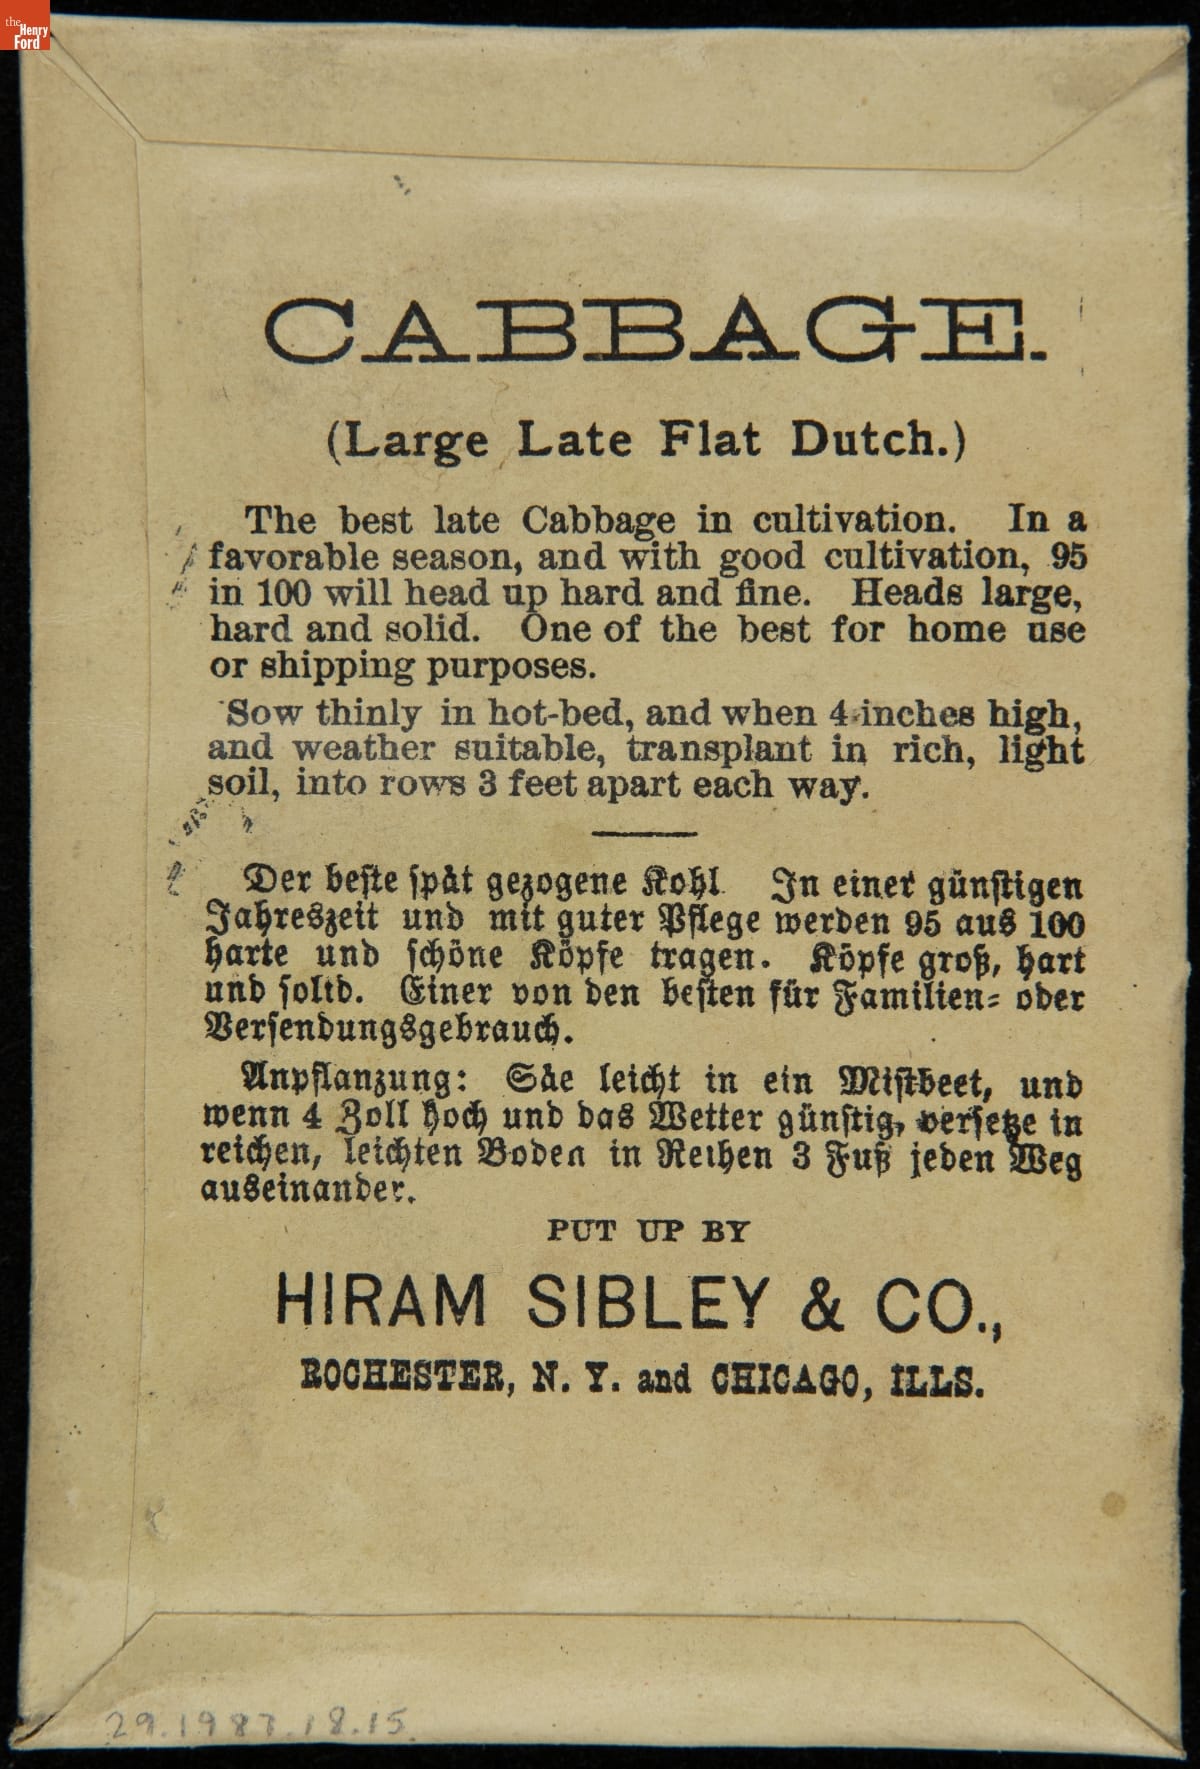 the
Henry
Ford
CABBAGE.
(Large Late Flat Dutch.)
The best late Cabbage in cultivation. In a
favorable season, and with good cultivation, 95
in 100 will head up hard and fine. Heads large,
hard and solid. One of the best for home use
or shipping purposes.
Sow thinly in hot-bed, and when 4 inches high,
and weather suitable, transplant in rich, light
soil, into rows 3 feet apart each way.
Der beſte ſpät gezogene Kohl. In einer günſtigen
Jahreszeit und mit guter Pflege werden 95 aus 100
harte und ſchöne Köpfe tragen. Köpfe groß, hart
und ſolid. Einer von den beſten für Familien- oder
Verſendungsgebrauch.
Anpflanzung: Säe leicht in ein Miſtbeet, und
wenn 4 Zoll hoch und das Wetter günſtig, verſetze in
reichen, leichten Boden in Reihen 3 Fuß jeden Weg
auseinander.
PUT UP BY
HIRAM SIBLEY & CO.,
ROCHESTER, N. Y. and CHICAGO, ILLS.
29.1987.18.15